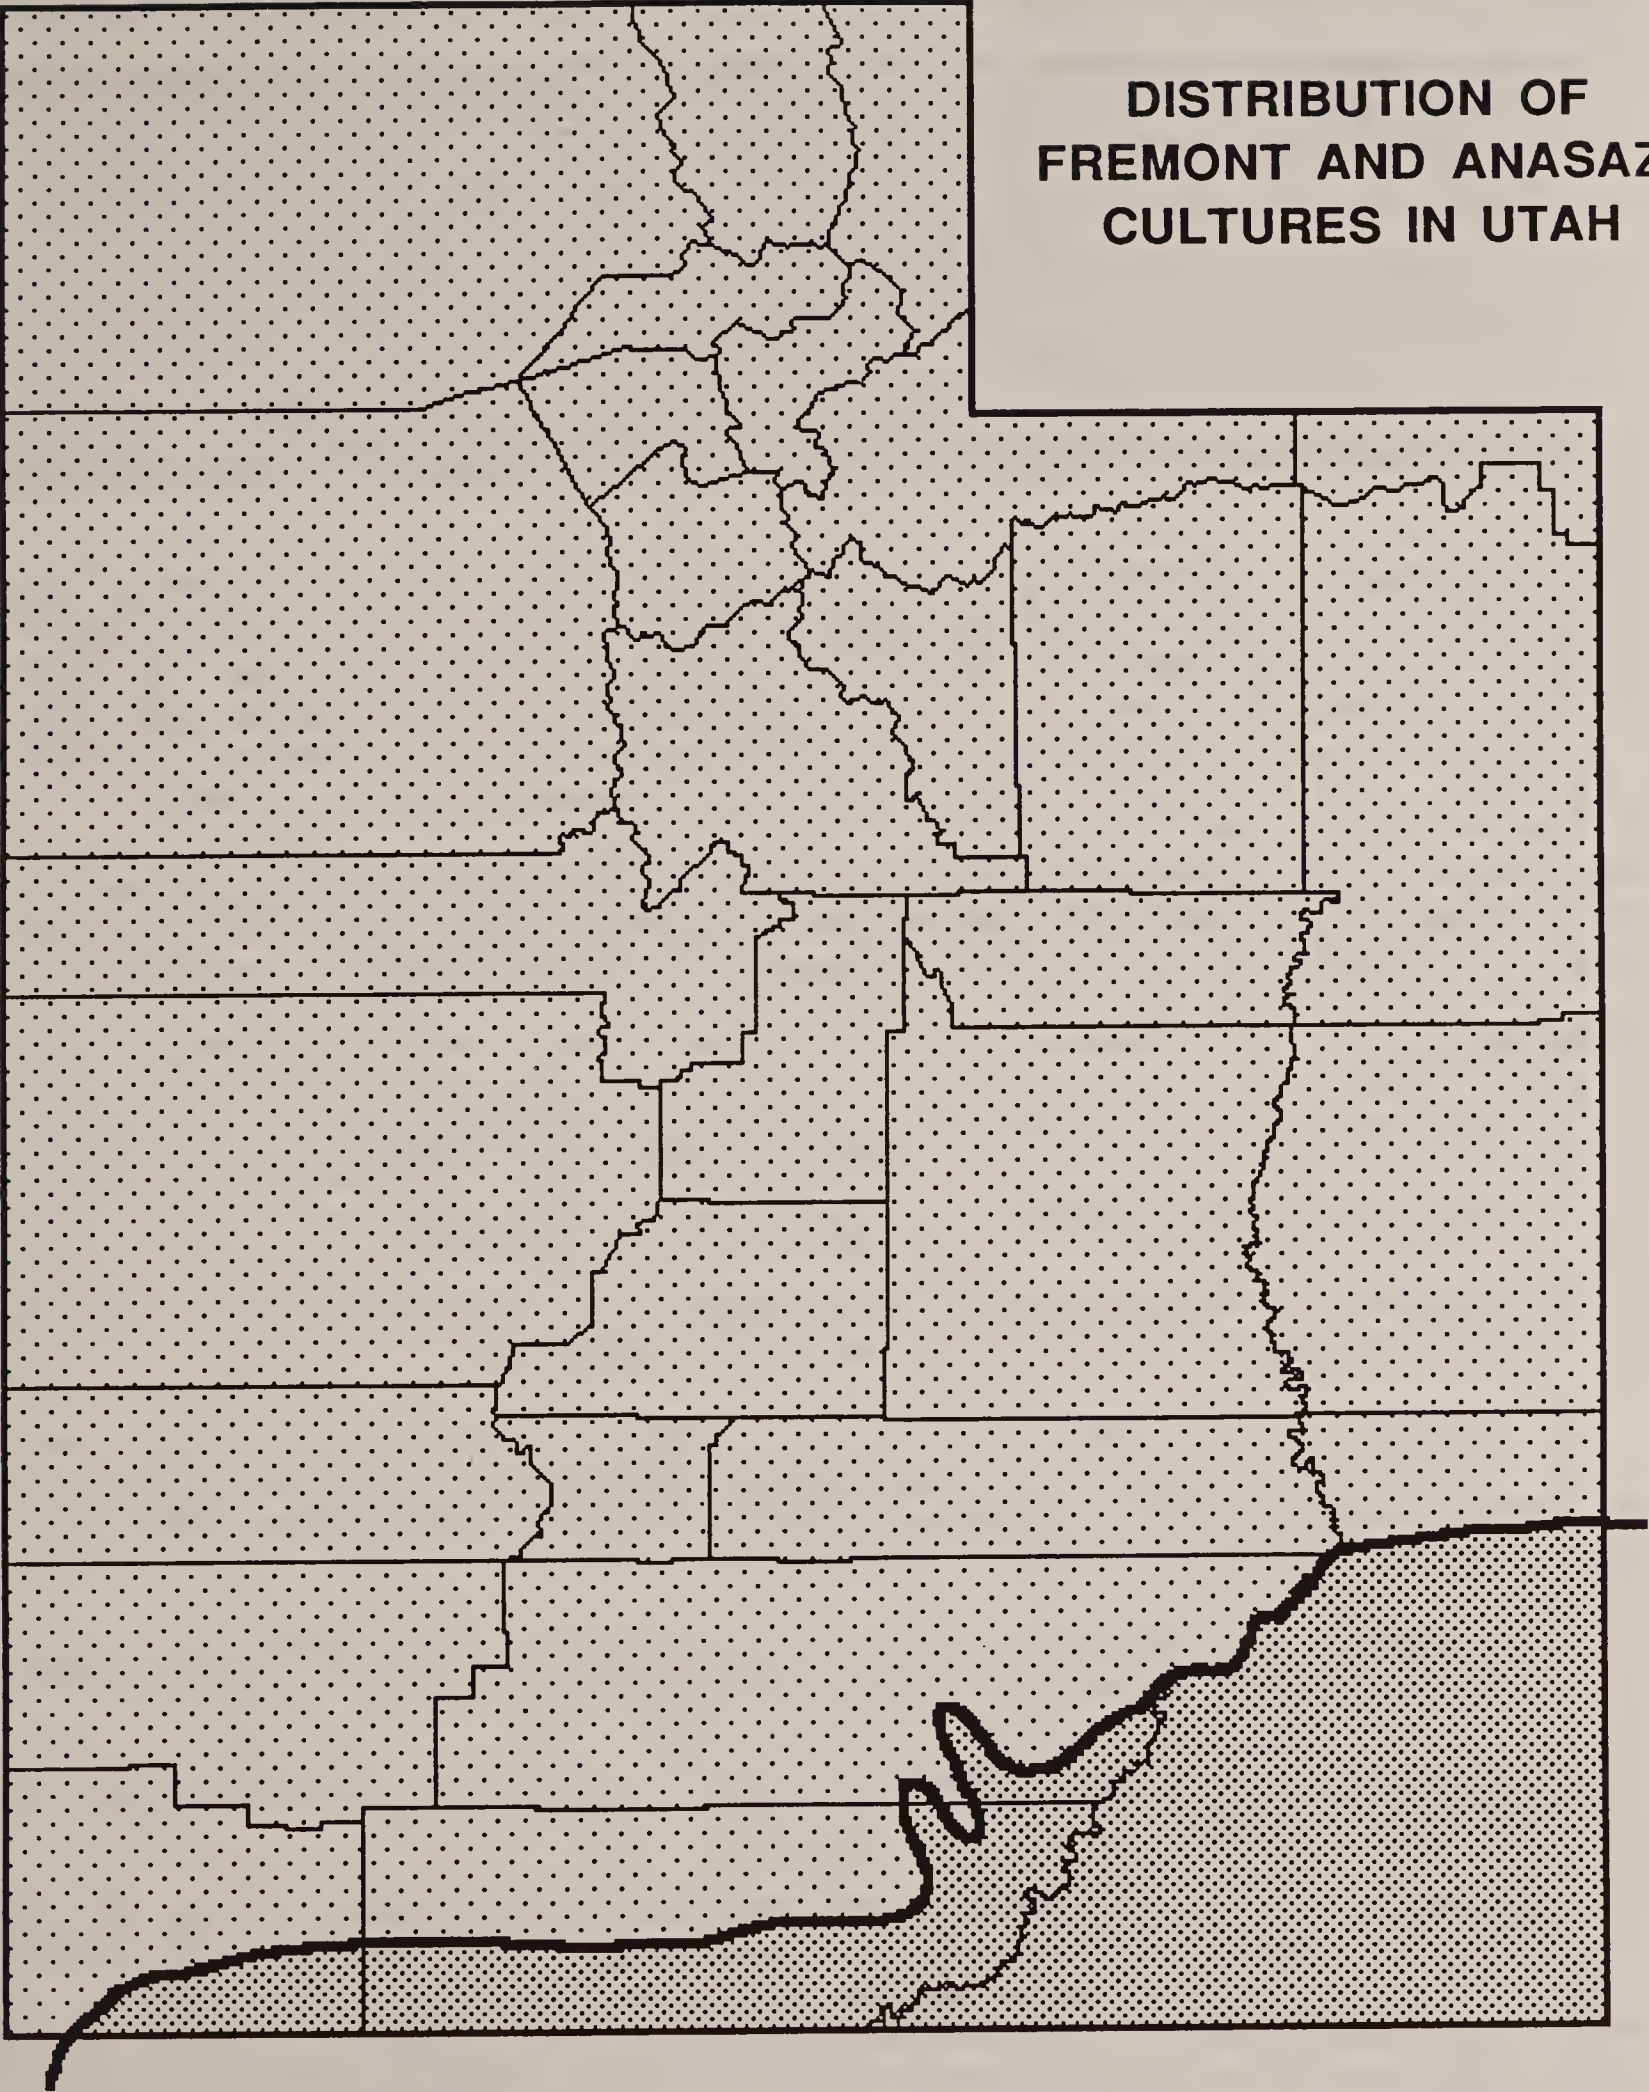 DISTRIBUTION OF
FREMONT AND ANASAZ
CULTURES IN UTAH